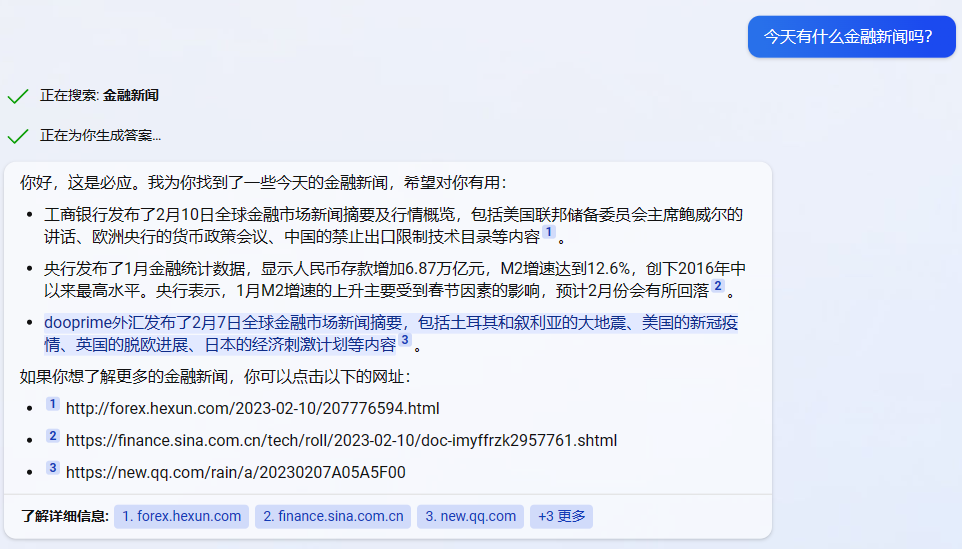 今天有什么金融新闻吗？
正在搜索: 金融新闻
正在为你生成答案...
你好，这是必应。我为你找到了一些今天的金融新闻，希望对你有用：
工商银行发布了2月10日全球金融市场新闻摘要及行情概览，包括美国联邦储备委员会主席鲍威尔的
讲话、欧洲央行的货币政策会议、中国的禁止出口限制技术目录等内容 1 。
央行发布了1月金融统计数据，显示人民币存款增加6.87万亿元，M2增速达到12.6%，创下2016年中
以来最高水平。央行表示，1月M2增速的上升主要受到春节因素的影响，预计2月份会有所回落 2 。
dooprime外汇发布了2月7日全球金融市场新闻摘要，包括土耳其和叙利亚的大地震、美国的新冠疫
情、英国的脱欧进展、日本的经济刺激计划等内容 3 。
如果你想了解更多的金融新闻，你可以点击以下的网址：
1 http://forex.hexun.com/2023-02-10/207776594.html
2 https://finance.sina.com.cn/tech/roll/2023-02-10/doc-imyffrzk2957761.shtml
3 https://new.qq.com/rain/a/20230207A05A5F00
了解详细信息: 1. forex.hexun.com 2. finance.sina.com.cn 3. new.qq.com +3 更多